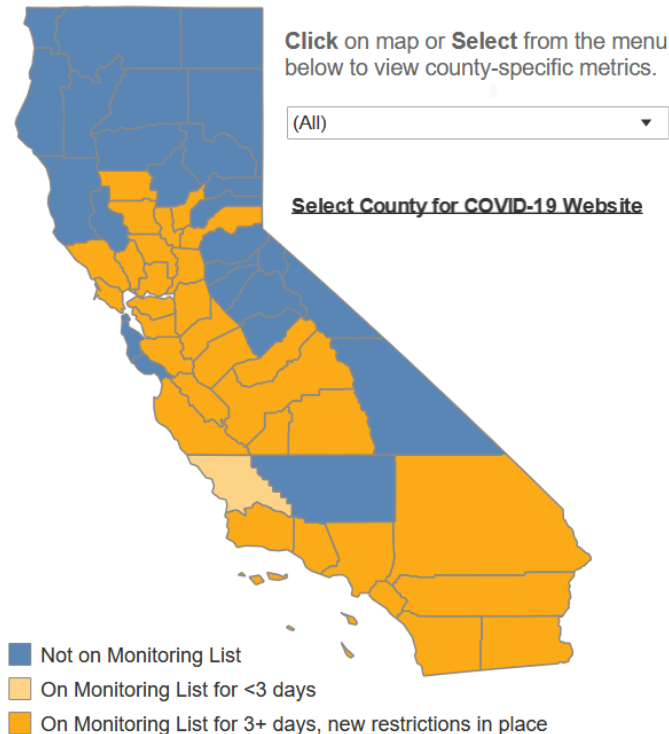 Click on map or Select from the menu
below to view county-specific metrics.
(All)
Select County for COVID-19 Website
Not on Monitoring List
On Monitoring List for <3 days
On Monitoring List for 3+ days, new restrictions in place